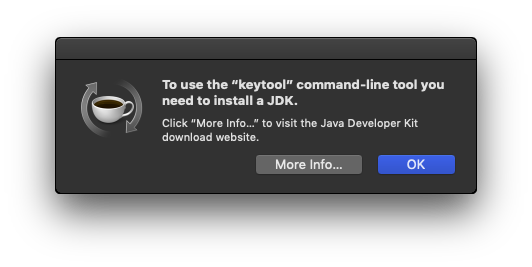 To use the “keytool” command-line tool you
need to install a JDK.
Click “More Info...” to visit the Java Developer Kit
download website.
More Info...
OK